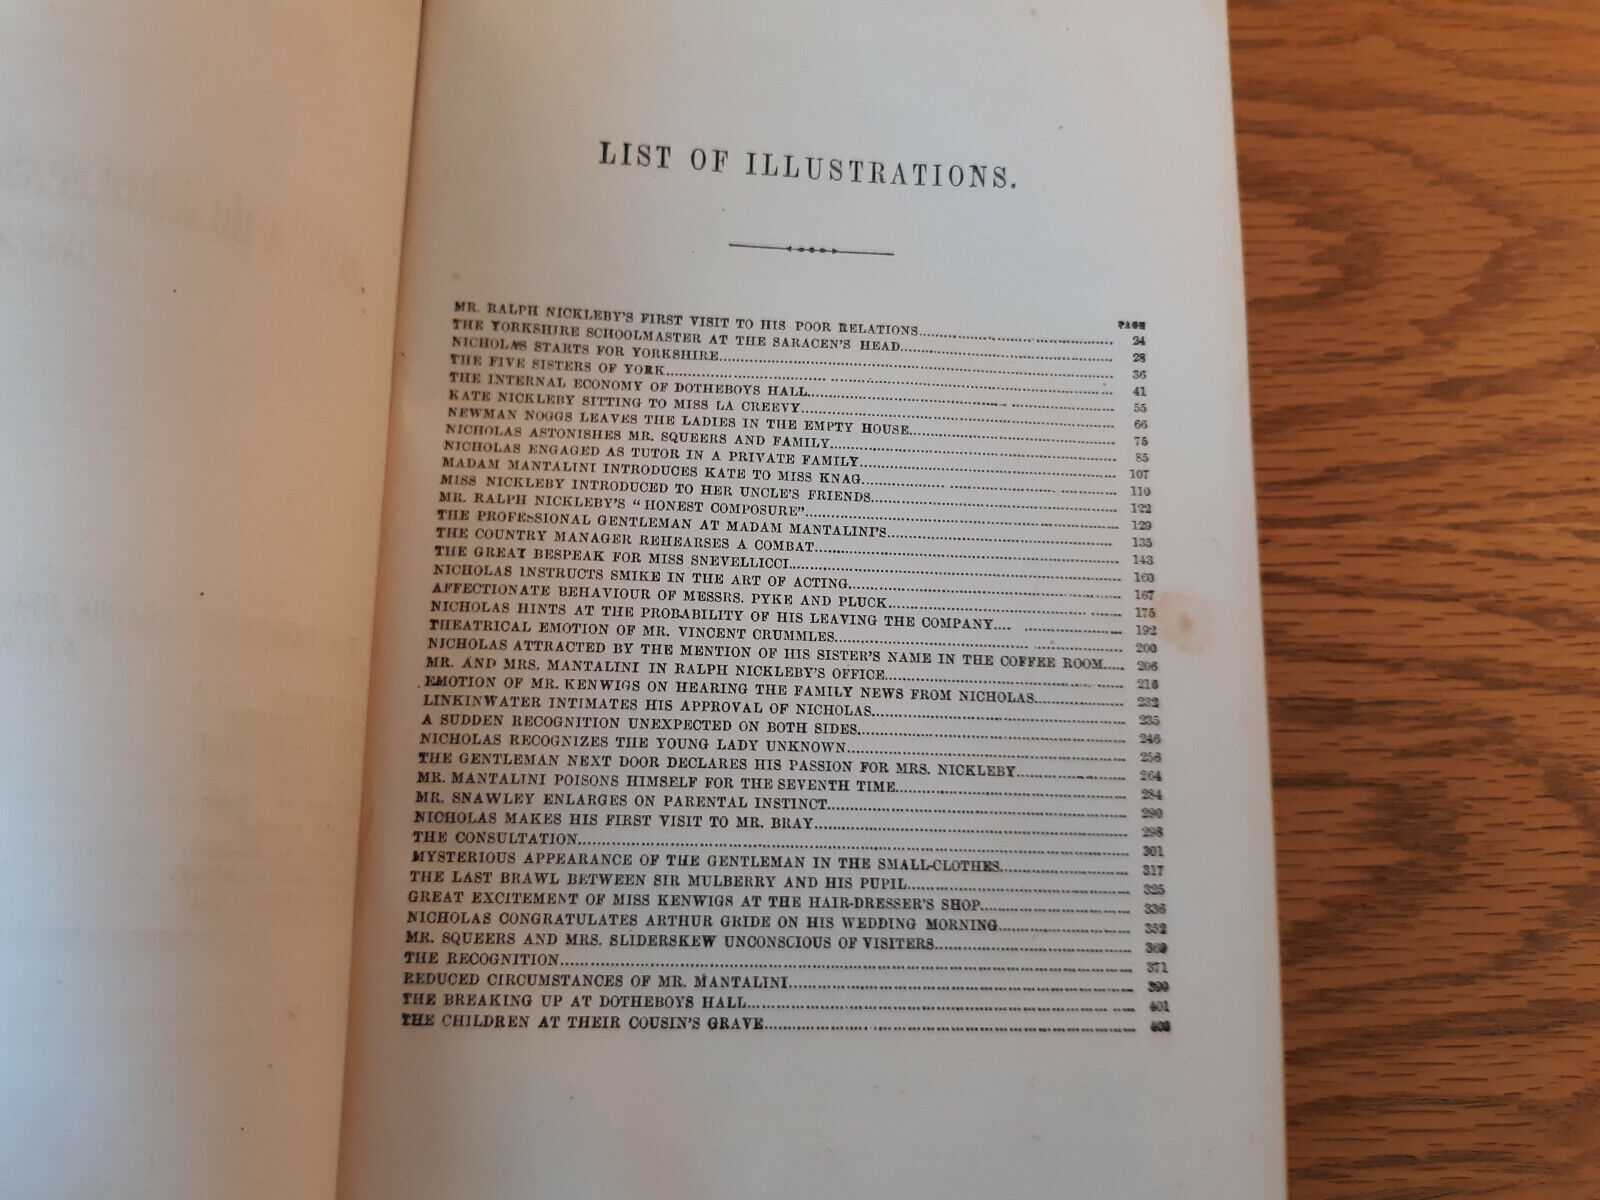 LIST OF ILLUSTRATIONS.
PAGE
MR. RALPH NICKLEBY'S FIRST VISIT TO HIS POOR RELATIONS 24
THE YORKSHIRE SCHOOLMASTER AT THE SARACEN'S HEAD 28
NICHOLAS STARTS FOR YORKSHIRE 36
THE FIVE SISTERS OF YORK 41
THE INTERNAL ECONOMY OF DOTHEBOYS HALL 55
KATE NICKLEBY SITTING TO MISS LA CREEVY 66
NEWMAN NOGGS LEAVES THE LADIES IN THE EMPTY HOUSE 75
NICHOLAS ASTONISHES MR. SQUEERS AND FAMILY 85
NICHOLAS ENGAGED AS TUTOR IN A PRIVATE FAMILY 107
MADAM MANTALINI INTRODUCES KATE TO MISS KNAG 110
MISS NICKLEBY INTRODUCED TO HER UNCLE'S FRIENDS 122
MR. RALPH NICKLEBY'S "HONEST COMPOSURE" 129
THE PROFESSIONAL GENTLEMAN AT MADAM MANTALINI'S 135
THE COUNTRY MANAGER REHEARSES A COMBAT 143
THE GREAT BESPEAK FOR MISS SNEVELLICCI 160
NICHOLAS INSTRUCTS SMIKE IN THE ART OF ACTING 167
AFFECTIONATE BEHAVIOUR OF MESSRS. PYKE AND PLUCK 175
NICHOLAS HINTS AT THE PROBABILITY OF HIS LEAVING THE COMPANY 192
THEATRICAL EMOTION OF MR. VINCENT CRUMMLES 200
NICHOLAS ATTRACTED BY THE MENTION OF HIS SISTER'S NAME IN THE COFFEE ROOM 206
MR. AND MRS. MANTALINI IN RALPH NICKLEBY'S OFFICE 216
EMOTION OF MR. KENWIGS ON HEARING THE FAMILY NEWS FROM NICHOLAS 232
LINKINWATER INTIMATES HIS APPROVAL OF NICHOLAS 235
A SUDDEN RECOGNITION UNEXPECTED ON BOTH SIDES 246
NICHOLAS RECOGNIZES THE YOUNG LADY UNKNOWN 256
THE GENTLEMAN NEXT DOOR DECLARES HIS PASSION FOR MRS. NICKLEBY 264
MR. MANTALINI POISONS HIMSELF FOR THE SEVENTH TIME 284
MR. SNAWLEY ENLARGES ON PARENTAL INSTINCT 290
NICHOLAS MAKES HIS FIRST VISIT TO MR. BRAY 298
THE CONSULTATION 301
MYSTERIOUS APPEARANCE OF THE GENTLEMAN IN THE SMALL-CLOTHES 317
THE LAST BRAWL BETWEEN SIR MULBERRY AND HIS PUPIL 325
GREAT EXCITEMENT OF MISS KENWIGS AT THE HAIR-DRESSER'S SHOP 336
NICHOLAS CONGRATULATES ARTHUR GRIDE ON HIS WEDDING MORNING 352
MR. SQUEERS AND MRS. SLIDERSKEW UNCONSCIOUS OF VISITERS 369
THE RECOGNITION 371
REDUCED CIRCUMSTANCES OF MR. MANTALINI 399
THE BREAKING UP AT DOTHEBOYS HALL 401
THE CHILDREN AT THEIR COUSIN'S GRAVE